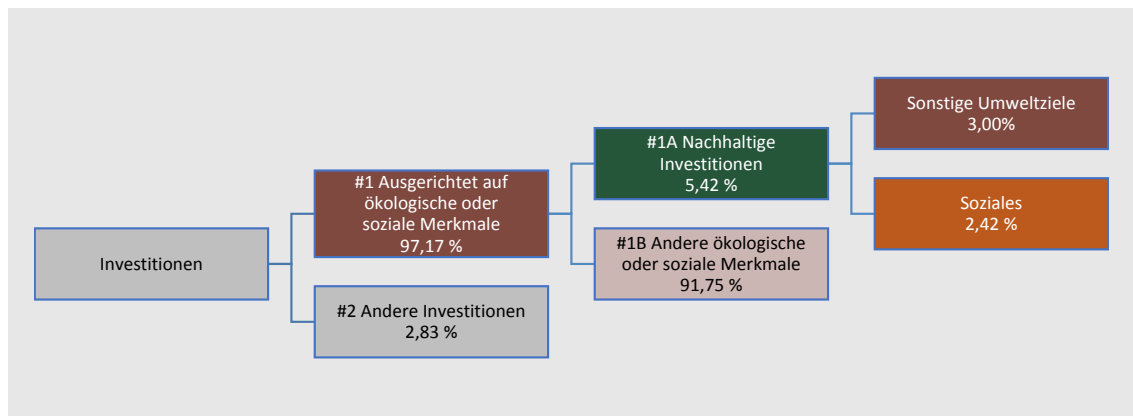 Investitionen
#1 Ausgerichtet auf
ökologische oder
soziale Merkmale
97,17 %
#2 Andere Investitionen
2,83 %
#1A Nachhaltige
Investitionen
5,42 %
#1B Andere ökologische
oder soziale Merkmale
91,75 %
Sonstige Umweltziele
3,00%
Soziales
2,42 %